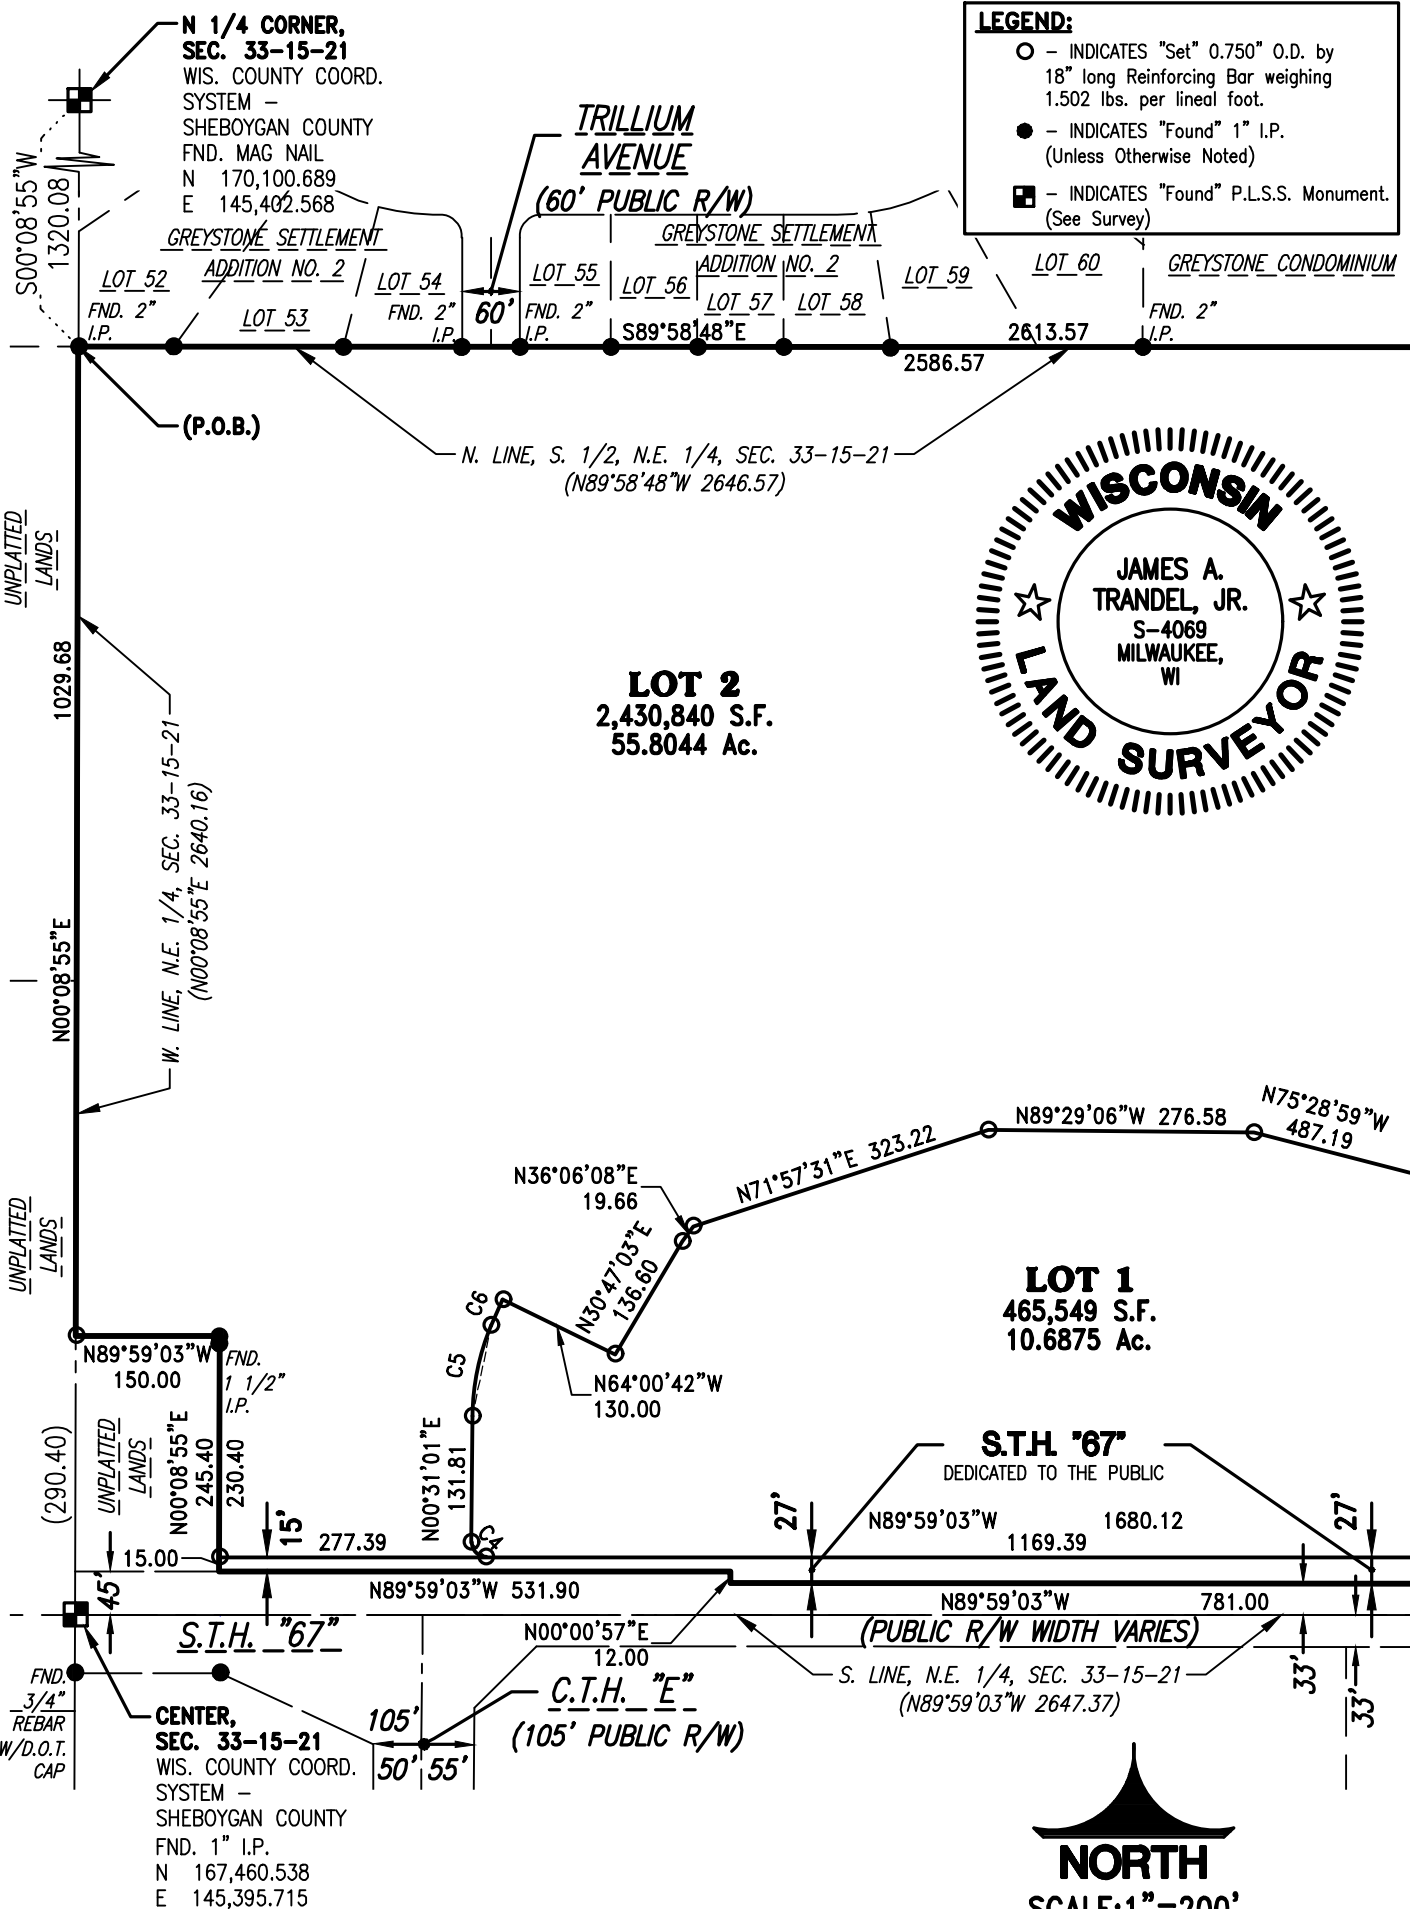 N 1/4 CORNER,
SEC. 33-15-21
WIS. COUNTY COORD.
SYSTEM -
SHEBOYGAN COUNTY
FND. MAG NAIL
N 170,100.689
E 145,402.568
S00°08'55"W
1320.08
TRILLIUM
AVENUE
(60' PUBLIC R/W)
LEGEND:
- INDICATES "Set" 0.750" O.D. by
18" long Reinforcing Bar weighing
1.502 lbs. per lineal foot.
- INDICATES "Found" 1" I.P.
(Unless Otherwise Noted)
- INDICATES "Found" P.L.S.S. Monument.
(See Survey)
GREYSTONE SETTLEMENT
ADDITION NO. 2
GREYSTONE SETTLEMENT
ADDITION NO. 2
GREYSTONE CONDOMINIUM
LOT 52
LOT 53
LOT 54
LOT 55
LOT 56
LOT 57
LOT 58
LOT 59
LOT 60
FND. 2"
I.P.
FND. 2"
I.P.
60'
FND. 2"
I.P.
FND. 2"
I.P.
S89°58'48"E
2613.57
2586.57
(P.O.B.)
N. LINE, S. 1/2, N.E. 1/4, SEC. 33-15-21
(N89°58'48"W 2646.57)
WISCONSIN
JAMES A.
TRANDEL, JR.
S-4069
MILWAUKEE,
WI
LAND SURVEYOR
UNPLATTED
LANDS
1029.68
N00°08'55"E
W. LINE, N.E. 1/4, SEC. 33-15-21
(N00°08'55"E 2640.16)
LOT 2
2,430,840 S.F.
55.8044 Ac.
N75°28'59"W
487.19
N89°29'06"W 276.58
N71°57'31"E 323.22
N36°06'08"E
19.66
N30°47'03"E
136.60
UNPLATTED
LANDS
LOT 1
465,549 S.F.
10.6875 Ac.
C6
C5
N64°00'42"W
130.00
N89°59'03"W
150.00
FND.
1 1/2"
I.P.
(290.40)
UNPLATTED
LANDS
N00°08'55"E
245.40
230.40
N00°31'01"E
131.81
C4
S.T.H. "67"
DEDICATED TO THE PUBLIC
27'
27'
N89°59'03"W 1680.12
1169.39
15'
277.39
15.00
45'
N89°59'03"W 531.90
N89°59'03"W 781.00
S.T.H. "67"
N00°00'57"E
12.00
(PUBLIC R/W WIDTH VARIES)
33'
33'
S. LINE, N.E. 1/4, SEC. 33-15-21
(N89°59'03"W 2647.37)
FND.
3/4"
REBAR
W/D.O.T.
CAP
CENTER,
SEC. 33-15-21
WIS. COUNTY COORD.
SYSTEM -
SHEBOYGAN COUNTY
FND. 1" I.P.
N 167,460.538
E 145,395.715
C.T.H. "E"
(105' PUBLIC R/W)
105'
50' 55'
NORTH
SCALE: 1"=200'